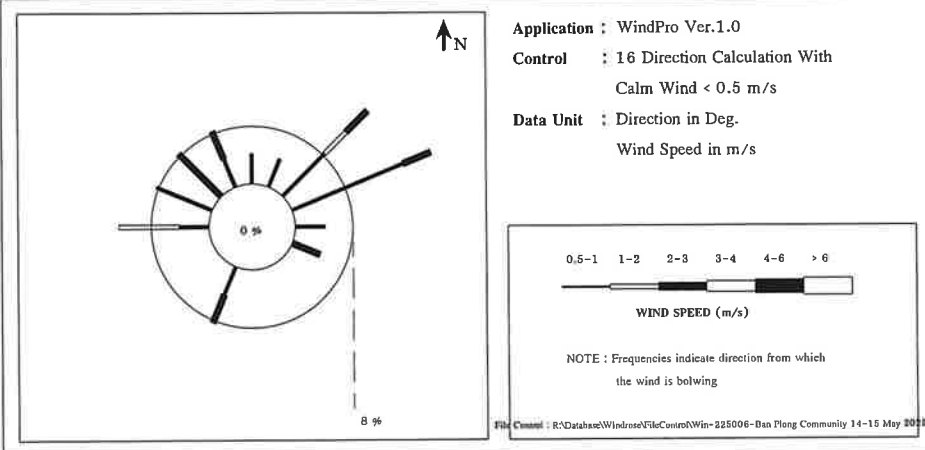 N
Application : WindPro Ver.1.0
Control : 16 Direction Calculation With
Calm Wind < 0.5 m/s
Data Unit : Direction in Deg.
Wind Speed in m/s
0 %
8 %
0.5-1 1-2 2-3 3-4 4-6 > 6
WIND SPEED (m/s)
NOTE : Frequencies indicate direction from which
the wind is bolwing
File Control : R:\Database\Windrose\FileControl\Win-225006-Ban Plong Community 14-15 May